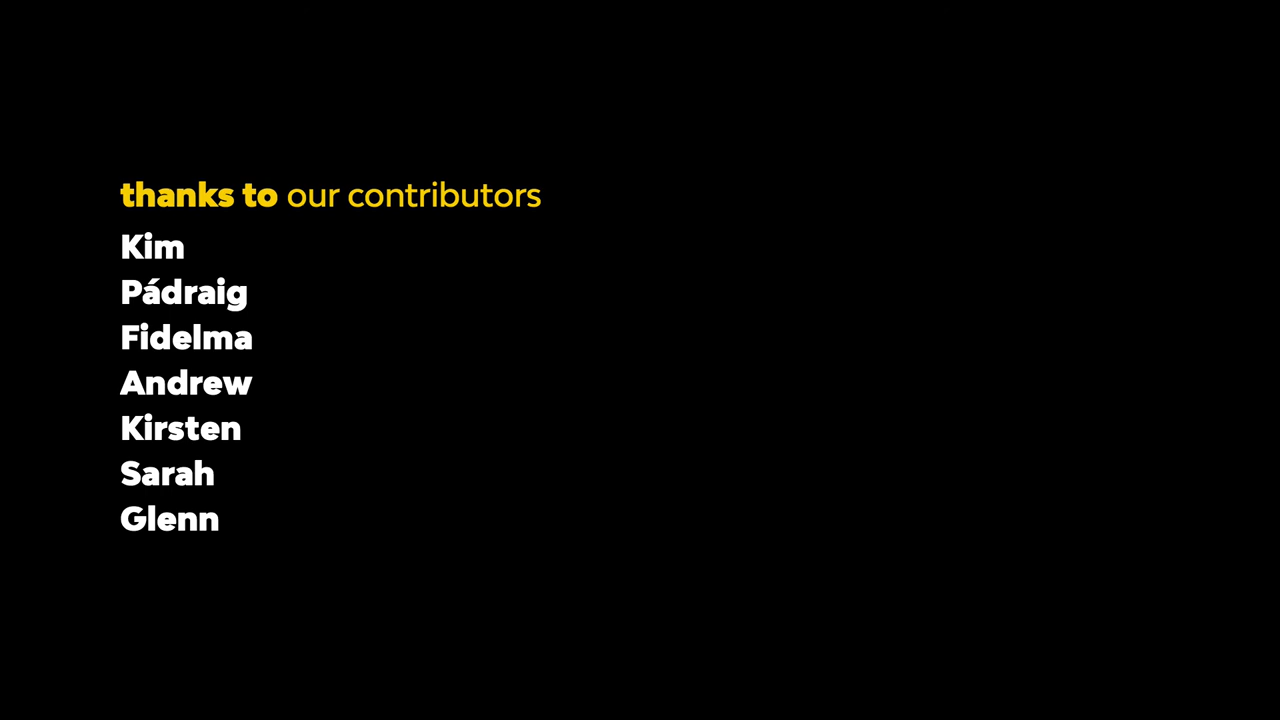 thanks to our contributors
Kim
Pádraig
Fidelma
Andrew
Kirsten
Sarah
Glenn